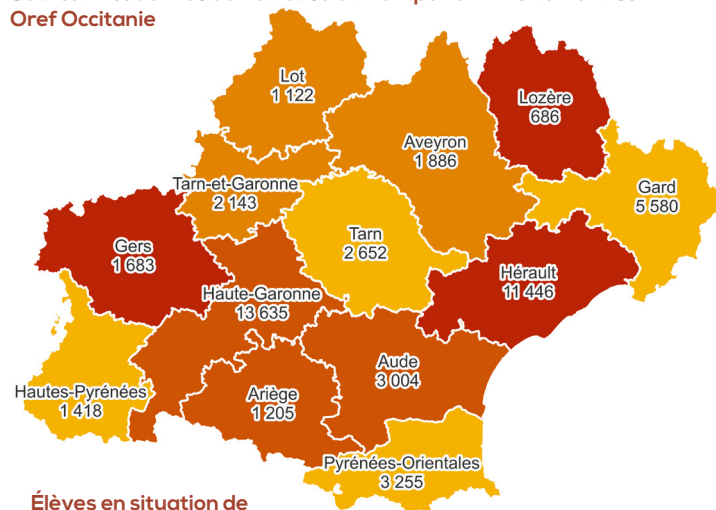 Oref Occitanie
Lot
1 122
Lozère
686
Aveyron
1 886
Tarn-et-Garonne
2 143
Gard
5 580
Tarn
2 652
Gers
1 683
Hérault
11 446
Haute-Garonne
13 635
Aude
3 004
Hautes-Pyrénées
1 418
Ariège
1 205
Pyrénées-Orientales
3 255
Élèves en situation de